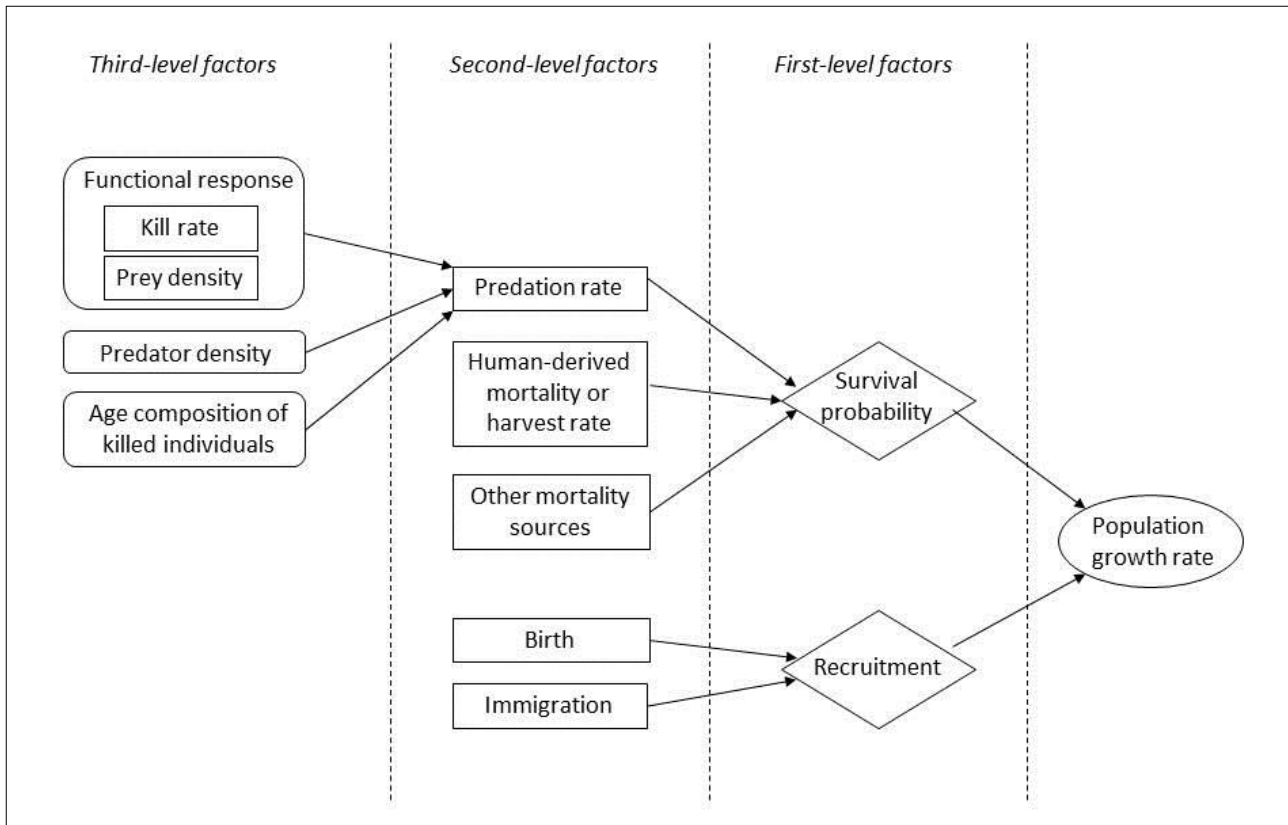 Third-level factors
Second-level factors
First-level factors
Functional response
Kill rate
Prey density
Predator density
Age composition of
killed individuals
Predation rate
Human-derived
mortality or
harvest rate
Other mortality
sources
Birth
Immigration
Survival
probability
Recruitment
Population
growth rate